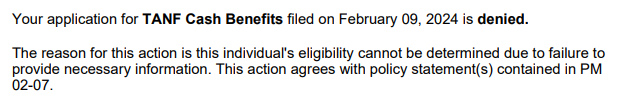 Your application for TANF Cash Benefits filed on February 09, 2024 is denied.
The reason for this action is this individual's eligibility cannot be determined due to failure to
provide necessary information. This action agrees with policy statement(s) contained in PM
02-07.